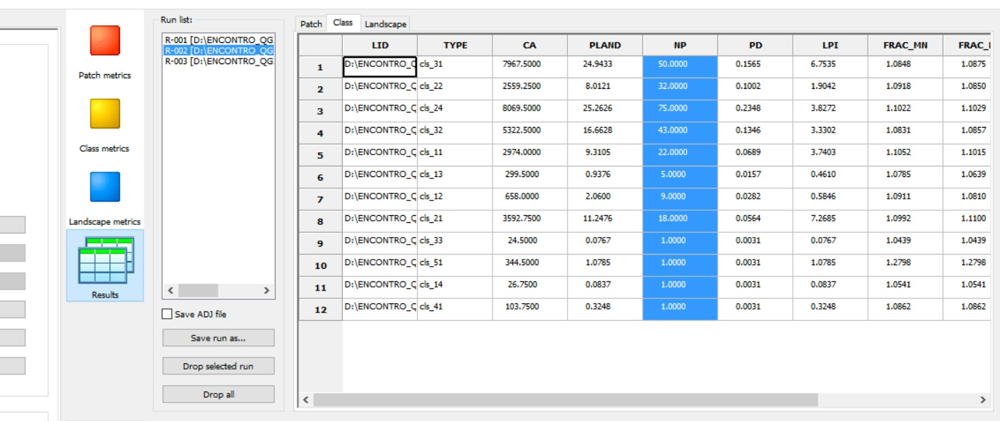 Patch metrics
Class metrics
Landscape metrics
Results
Run list:
R-001 [D:\ENCONTRO_QG
R-002 [D:\ENCONTRO_QG
R-003 [D:\ENCONTRO_QG
Save ADJ file
Save run as...
Drop selected run
Drop all
Patch Class Landscape
LID TYPE CA PLAND NP PD LPI FRAC_MN FRAC_
1 D:\ENCONTRO_Q cls_31 7967.5000 24.9433 50.0000 0.1565 6.7535 1.0848 1.0875
2 D:\ENCONTRO_Q cls_22 2559.2500 8.0121 32.0000 0.1002 1.9042 1.0918 1.0850
3 D:\ENCONTRO_Q cls_24 8069.5000 25.2626 75.0000 0.2348 3.8272 1.1022 1.1029
4 D:\ENCONTRO_Q cls_32 5322.5000 16.6628 43.0000 0.1346 3.3302 1.0831 1.0857
5 D:\ENCONTRO_Q cls_11 2974.0000 9.3105 22.0000 0.0689 3.7403 1.1052 1.1015
6 D:\ENCONTRO_Q cls_13 299.5000 0.9376 5.0000 0.0157 0.4610 1.0785 1.0639
7 D:\ENCONTRO_Q cls_12 658.0000 2.0600 9.0000 0.0282 0.5846 1.0911 1.0810
8 D:\ENCONTRO_Q cls_21 3592.7500 11.2476 18.0000 0.0564 7.2685 1.0992 1.1100
9 D:\ENCONTRO_Q cls_33 24.5000 0.0767 1.0000 0.0031 0.0767 1.0439 1.0439
10 D:\ENCONTRO_Q cls_51 344.5000 1.0785 1.0000 0.0031 1.0785 1.2798 1.2798
11 D:\ENCONTRO_Q cls_14 26.7500 0.0837 1.0000 0.0031 0.0837 1.0541 1.0541
12 D:\ENCONTRO_Q cls_41 103.7500 0.3248 1.0000 0.0031 0.3248 1.0862 1.0862